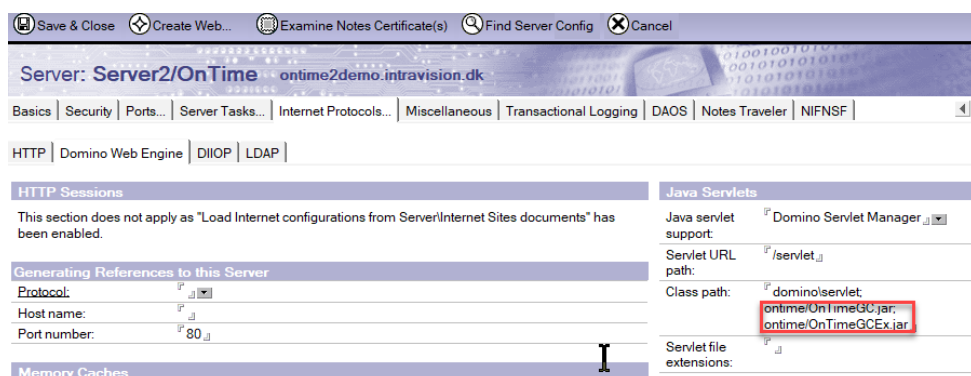 Save & Close Create Web... Examine Notes Certificate(s) Find Server Config Cancel
Server: Server2/OnTime ontime2demo.intravision.dk
Basics Security Ports... Server Tasks... Internet Protocols... Miscellaneous Transactional Logging DAOS Notes Traveler NIFNSF
HTTP Domino Web Engine DIIOP LDAP
HTTP Sessions
This section does not apply as "Load Internet configurations from Server\Internet Sites documents" has
been enabled.
Generating References to this Server
Protocol:
Host name:
Port number: 80
Memory Caches
Java Servlets
Java servlet Domino Servlet Manager
support:
Servlet URL /servlet
path:
Class path: domino\servlet;
ontime/OnTimeGC.jar;
ontime/OnTimeGCEx.jar
Servlet file
extensions: